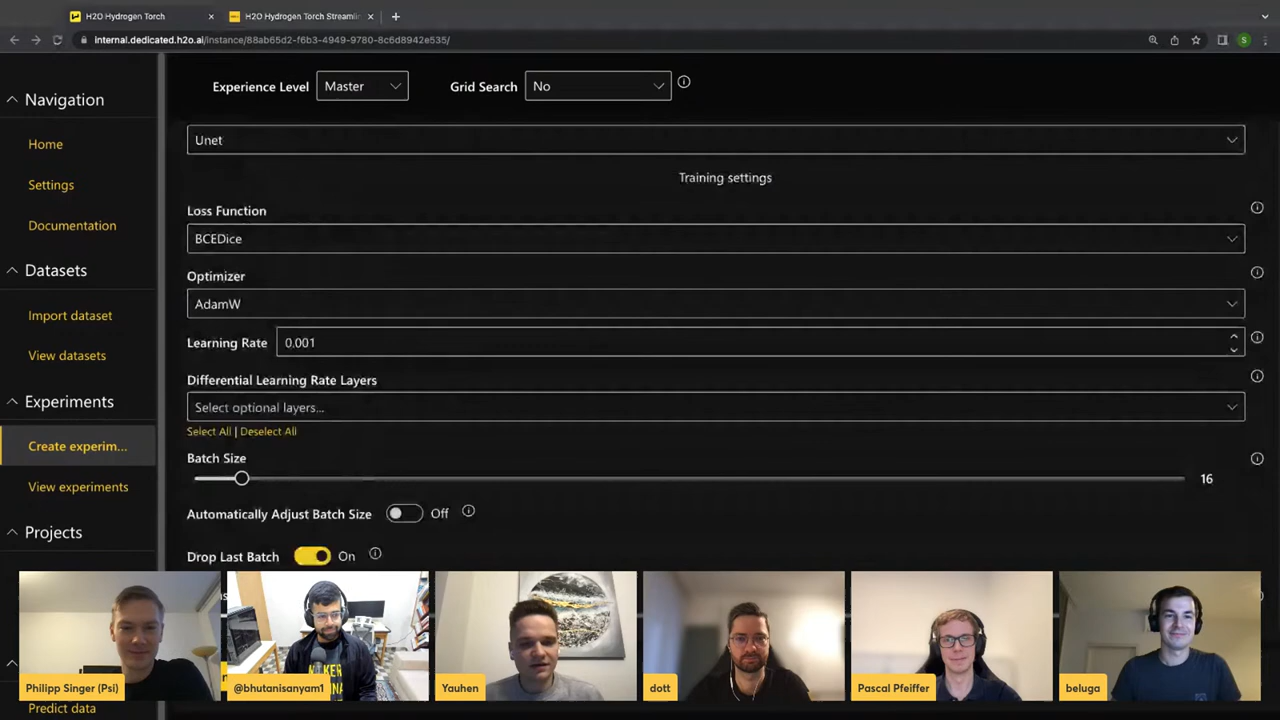 H2O Hydrogen Torch
H2O Hydrogen Torch Streamlin
internal.dedicated.h2o.ai/instance/88ab65d2-f6b3-4949-9780-8c6d8942e535/
S
Navigation
Home
Settings
Documentation
Datasets
Import dataset
View datasets
Experiments
Create experim...
View experiments
Projects
Predict data
Experience Level Master Grid Search No
Unet
Training settings
Loss Function
BCEDice
Optimizer
AdamW
Learning Rate 0.001
Differential Learning Rate Layers
Select optional layers...
Select All | Deselect All
Batch Size
16
Automatically Adjust Batch Size Off
Drop Last Batch On
Philipp Singer (Psi)
@bhutanisanyam1
Yauhen
dott
Pascal Pfeiffer
beluga